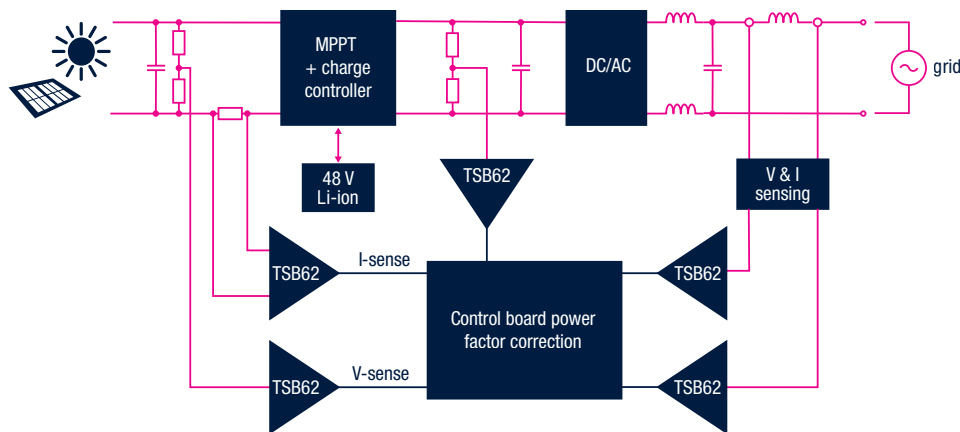 MPPT
+ charge
controller
DC/AC
grid
48 V
Li-ion
TSB62
V & I
sensing
TSB62
I-sense
TSB62
Control board power
factor correction
TSB62
V-sense
TSB62